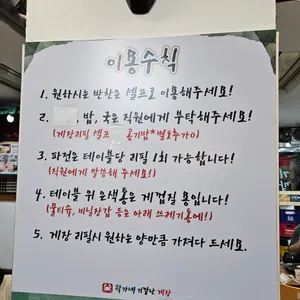 이용수칙
1. 원하시는 반찬은 셀프로 이용해주세요!
2. , 밥, 국은 직원에게 부탁해주세요!
(게장리필 셀프 공기밥*별도추가)
3. 파전은 테이블당 리필 1회 가능합니다!
(직원에게 말씀해 주세요!)
4. 테이블 위 은색통은 게껍질 통입니다!
(물티슈, 비닐장갑 등은 아래 쓰레기통에!)
5. 게장 리필시 원하는 양만큼 가져다 드세요.
게장